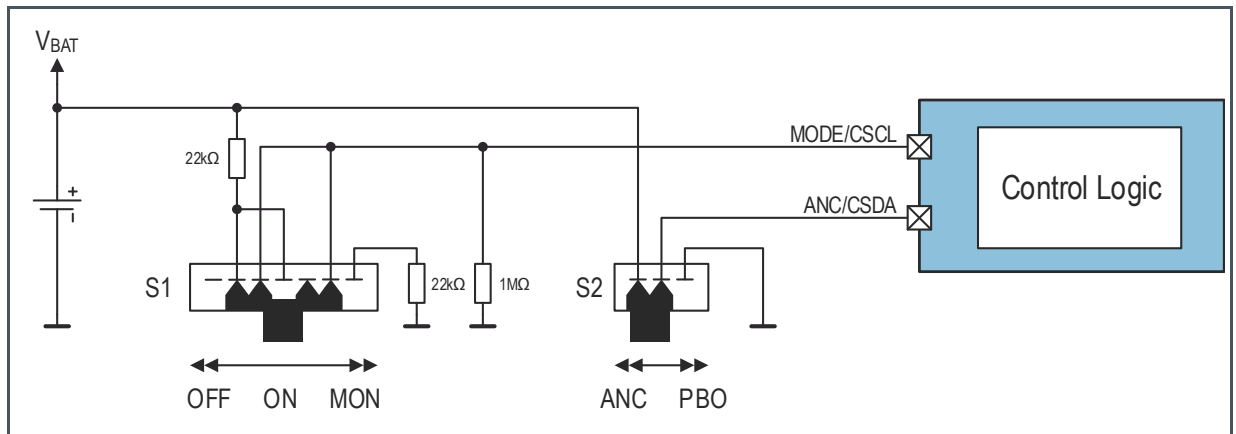 VBAT
22kΩ
MODE/CSCL
ANC/CSDA
Control Logic
+
−
S1
22kΩ
1MΩ
S2
OFF ON MON
ANC PBO